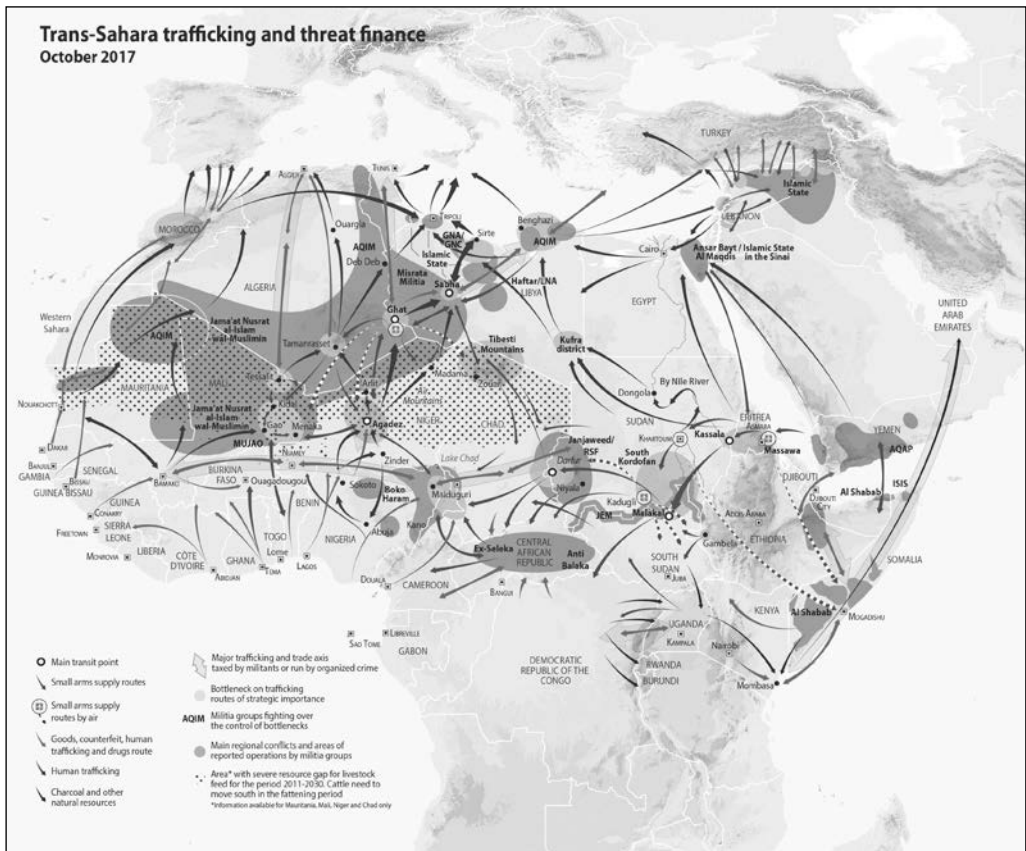 Trans-Sahara trafficking and threat finance
October 2017
TURKEY
Islamic
State
LEBANON
ALGIERS
TUNIS
TRIPOLI
MOROCCO
Ouargla
GNA/
GNC
Sirte
Benghazi
AQIM
AQIM
Islamic
State
Deb Deb
Cairo
Ansar Bayt / Islamic State
Al Maqdis in the Sinai
Misrata
Militia
Sabha
Haftar/LNA
LIBYA
ALGERIA
EGYPT
UNITED
ARAB
EMIRATES
Western
Sahara
Ghat
AQIM
Jama'at Nusrat
al-Islam
wal-Muslimin
Tamanrasset
Tibesti
Mountains
Kufra
district
MAURITANIA
MALI
Madama
Zouar
Arlit
Aïr
Mountains
Dongola
By Nile River
NOUAKCHOTT
Jama'at Nusrat
al-Islam
wal-Muslimin
Kidal
Gao*
Menaka
NIGER
CHAD
SUDAN
ERITREA
ASMARA
KHARTOUM
Kassala
Massawa
YEMEN
AQAP
MUJAO
Agadez
Janjaweed/
RSF
South
Kordofan
DAKAR
NIAMEY
Zinder
Lake Chad
Darfur
DJIBOUTI
BANJUL
SENEGAL
GAMBIA
BISSAU
GUINEA BISSAU
BAMAKO
BURKINA
FASO
Ouagadougou
Sokoto
Boko
Haram
Maiduguri
Niyala
Kadugli
DJIBOUTI
CITY
Al Shabab
ISIS
GUINEA
BENIN
Kano
JEM
Malakal
ADDIS ABABA
CONAKRY
FREETOWN
SIERRA
LEONE
TOGO
NIGERIA
Abuja
Ex-Seleka
CENTRAL
AFRICAN
REPUBLIC
Anti
Balaka
Gambela
ETHIOPIA
MONROVIA
LIBERIA
CÔTE
D'IVOIRE
GHANA
LOME
ABIDJAN
LAGOS
SOUTH
SUDAN
SOMALIA
DOUALA
CAMEROON
BANGUI
JUBA
KENYA
Al Shabab
MOGADISHU
UGANDA
KAMPALA
SAO TOME
LIBREVILLE
GABON
Nairobi
DEMOCRATIC
REPUBLIC OF THE
CONGO
RWANDA
BURUNDI
Mombasa
Main transit point
Small arms supply routes
Small arms supply
routes by air
Goods, counterfeit, human
trafficking and drugs route
Human trafficking
Charcoal and other
natural resources
Major trafficking and trade axis
taxed by militants or run by organized crime
Bottleneck on trafficking
routes of strategic importance
AQIM Militia groups fighting over
the control of bottlenecks
Main regional conflicts and areas of
reported operations by militia groups
Area* with severe resource gap for livestock
feed for the period 2011-2030. Cattle need to
move south in the fattening period
*Information available for Mauritania, Mali, Niger and Chad only